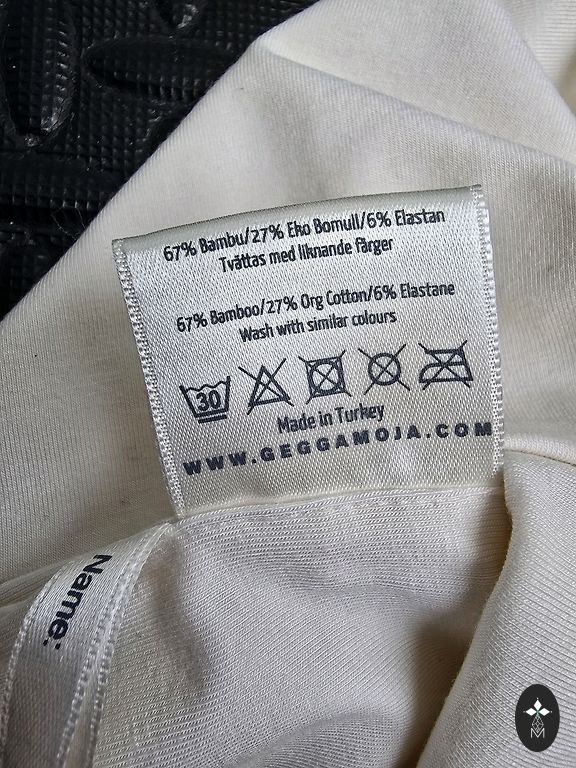 67% Bambu/27% Eko Bomull/6% Elastan
Tvättas med liknande färger
67% Bamboo/27% Org Cotton/6% Elastane
Wash with similar colours
30
Made in Turkey
WWW.GEGGAMOJA.COM
Name:
M